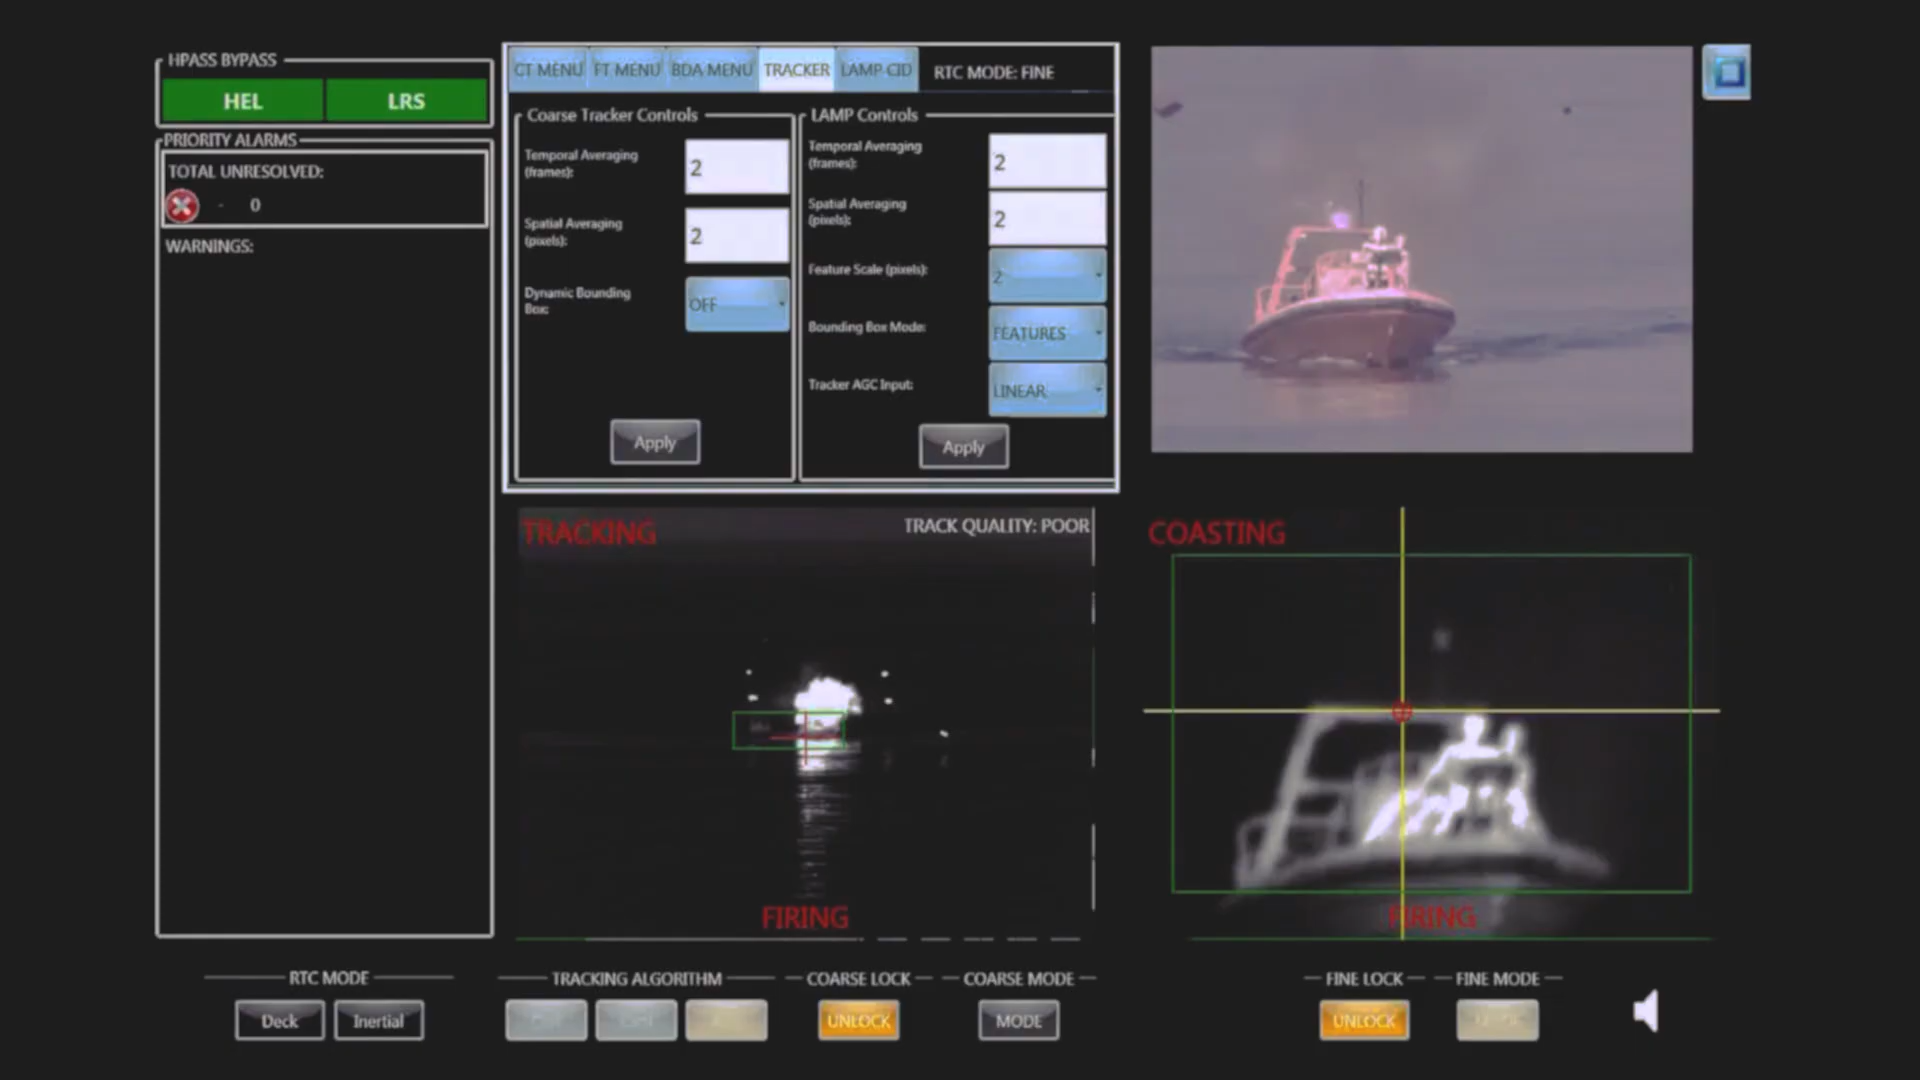 HPASS BYPASS
HEL
LRS
PRIORITY ALARMS
TOTAL UNRESOLVED:
- 0
WARNINGS:
CT MENU
FT MENU
BDA MENU
TRACKER
LAMP CID
RTC MODE: FINE
Coarse Tracker Controls
Temporal Averaging
(frames):
2
Spatial Averaging
(pixels):
2
Dynamic Bounding
Box:
OFF
Apply
LAMP Controls
Temporal Averaging
(frames):
2
Spatial Averaging
(pixels):
2
Feature Scale (pixels):
2
Bounding Box Mode:
FEATURES
Tracker AGC Input:
LINEAR
Apply
TRACKING
TRACK QUALITY: POOR
FIRING
COASTING
FIRING
RTC MODE
Deck
Inertial
TRACKING ALGORITHM
COARSE LOCK
UNLOCK
COARSE MODE
MODE
FINE LOCK
UNLOCK
FINE MODE